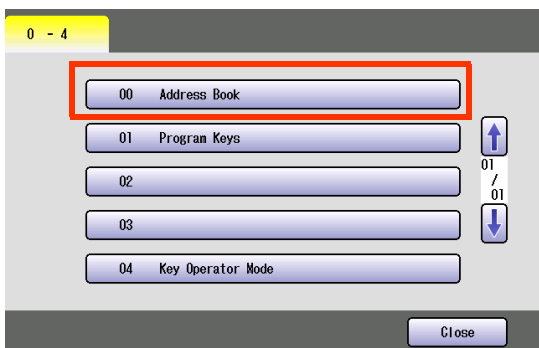 0 - 4
00 Address Book
01 Program Keys
02
03
04 Key Operator Mode
01
/
01
Close